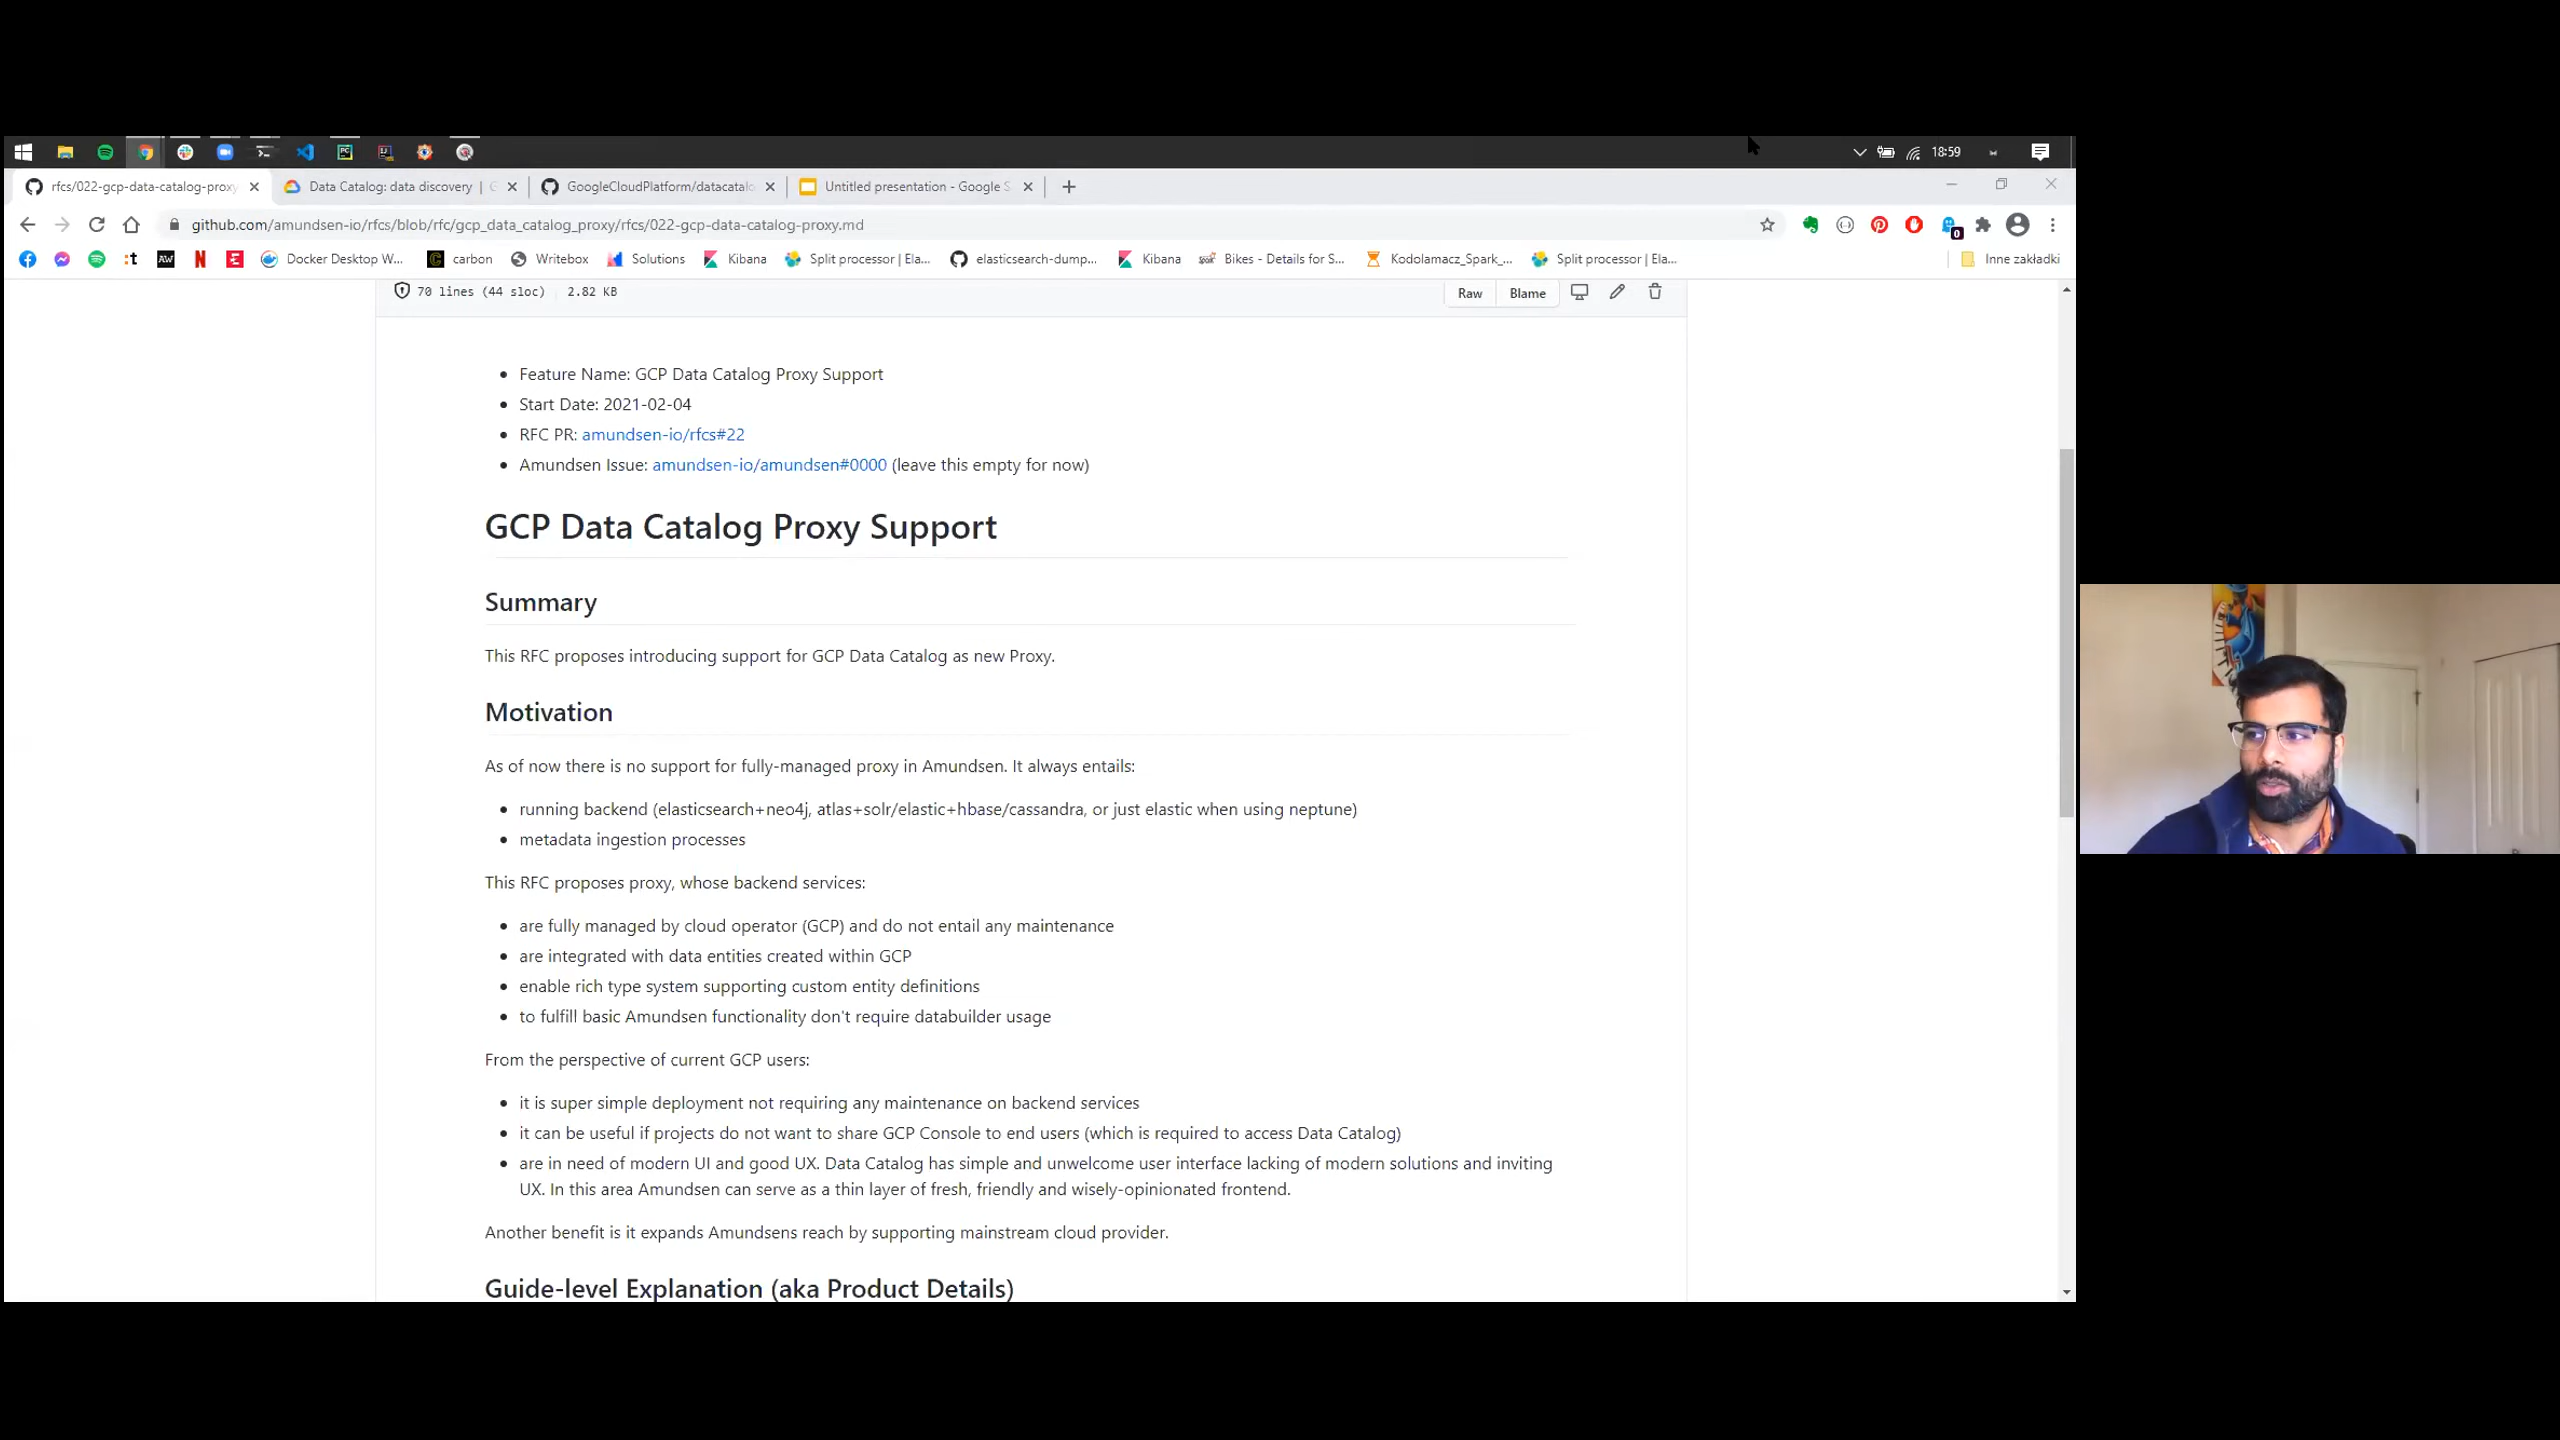 18:59
rfcs/022-gcp-data-catalog-proxy
Data Catalog: data discovery | G
GoogleCloudPlatform/datacatalo
Untitled presentation - Google S
github.com/amundsen-io/rfcs/blob/rfc/gcp_data_catalog_proxy/rfcs/022-gcp-data-catalog-proxy.md
Docker Desktop W... carbon Writebox Solutions Kibana Split processor | Ela... elasticsearch-dump... Kibana Bikes - Details for S... Kodolamacz_Spark_... Split processor | Ela... Inne zakładki
70 lines (44 sloc) 2.82 KB Raw Blame
Feature Name: GCP Data Catalog Proxy Support
Start Date: 2021-02-04
RFC PR: amundsen-io/rfcs#22
Amundsen Issue: amundsen-io/amundsen#0000 (leave this empty for now)
GCP Data Catalog Proxy Support
Summary
This RFC proposes introducing support for GCP Data Catalog as new Proxy.
Motivation
As of now there is no support for fully-managed proxy in Amundsen. It always entails:
running backend (elasticsearch+neo4j, atlas+solr/elastic+hbase/cassandra, or just elastic when using neptune)
metadata ingestion processes
This RFC proposes proxy, whose backend services:
are fully managed by cloud operator (GCP) and do not entail any maintenance
are integrated with data entities created within GCP
enable rich type system supporting custom entity definitions
to fulfill basic Amundsen functionality don't require databuilder usage
From the perspective of current GCP users:
it is super simple deployment not requiring any maintenance on backend services
it can be useful if projects do not want to share GCP Console to end users (which is required to access Data Catalog)
are in need of modern UI and good UX. Data Catalog has simple and unwelcome user interface lacking of modern solutions and inviting
UX. In this area Amundsen can serve as a thin layer of fresh, friendly and wisely-opinionated frontend.
Another benefit is it expands Amundsens reach by supporting mainstream cloud provider.
Guide-level Explanation (aka Product Details)